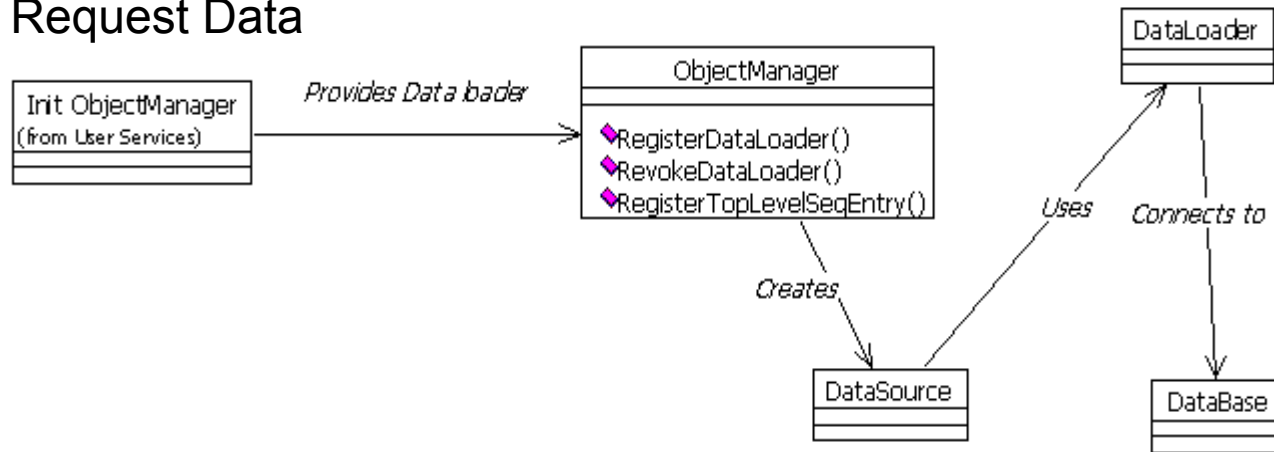 Request Data
DataLoader
Init ObjectManager
(from User Services)
Provides Data loader
ObjectManager
RegisterDataLoader()
RevokeDataLoader()
RegisterTopLevelSeqEntry()
Uses
Connects to
Creates
DataSource
DataBase